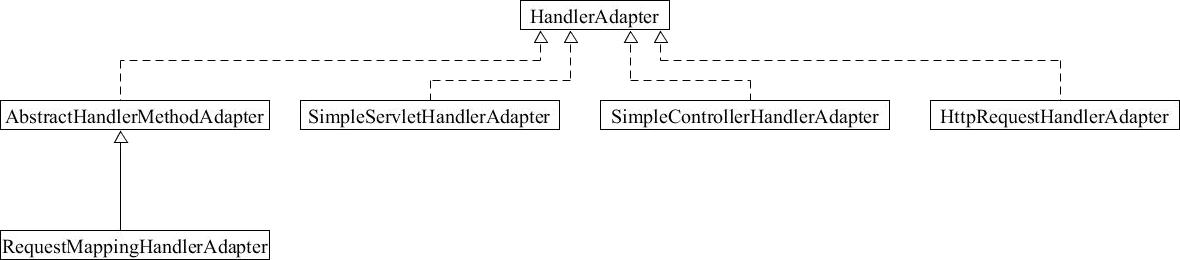 HandlerAdapter
AbstractHandlerMethodAdapter
SimpleServletHandlerAdapter
SimpleControllerHandlerAdapter
HttpRequestHandlerAdapter
RequestMappingHandlerAdapter